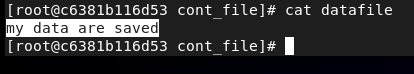 [root@c6381b116d53 cont_file]# cat datafile
my data are saved
[root@c6381b116d53 cont_file]#